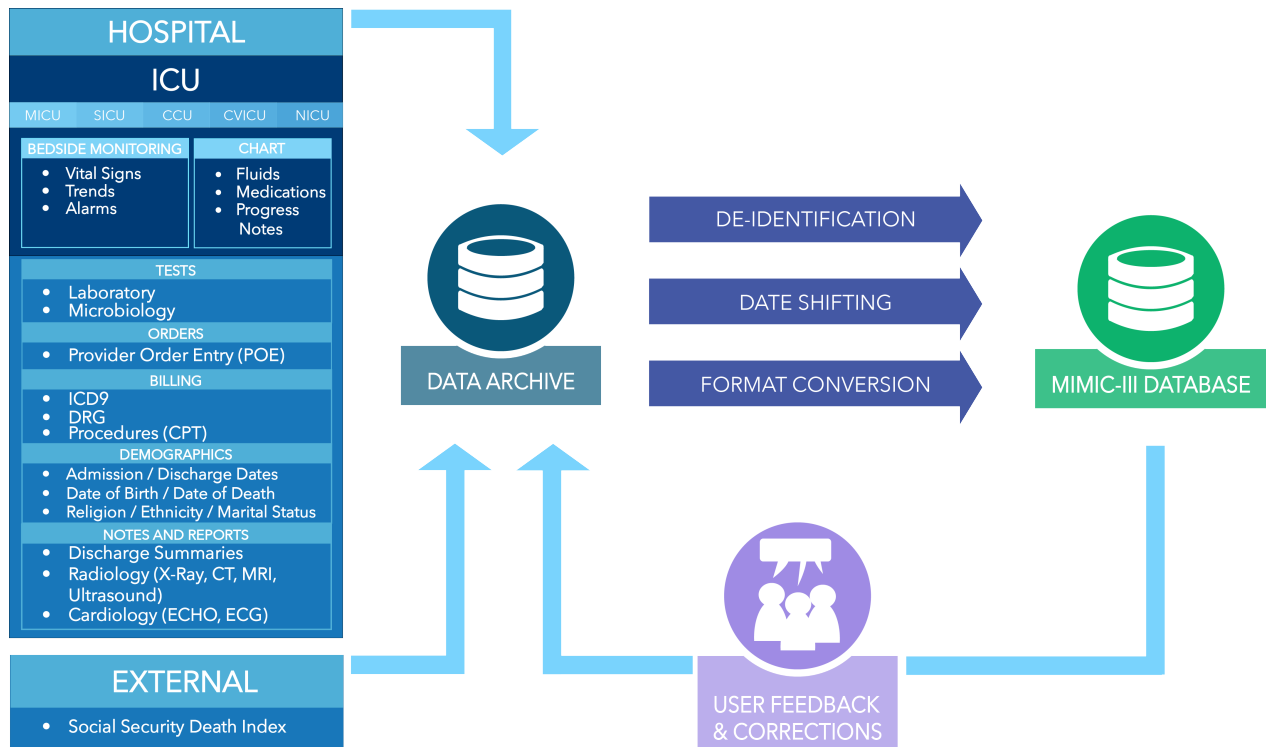 HOSPITAL
ICU
MICU SICU CCU CVICU NICU
BEDSIDE MONITORING
• Vital Signs
• Trends
• Alarms
CHART
• Fluids
• Medications
• Progress
Notes
TESTS
• Laboratory
• Microbiology
ORDERS
• Provider Order Entry (POE)
BILLING
• ICD9
• DRG
• Procedures (CPT)
DEMOGRAPHICS
• Admission / Discharge Dates
• Date of Birth / Date of Death
• Religion / Ethnicity / Marital Status
NOTES AND REPORTS
• Discharge Summaries
• Radiology (X-Ray, CT, MRI,
Ultrasound)
• Cardiology (ECHO, ECG)
EXTERNAL
• Social Security Death Index
DATA ARCHIVE
DE-IDENTIFICATION
DATE SHIFTING
FORMAT CONVERSION
MIMIC-III DATABASE
USER FEEDBACK
& CORRECTIONS